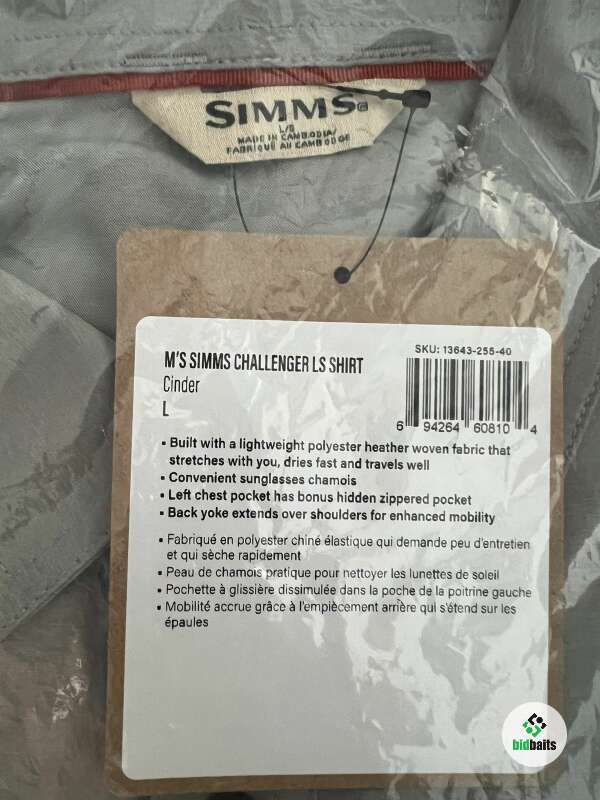 SIMMS®
L/G
MADE IN CAMBODIA/
FABRIQUÉ AU CAMBODGE
M'S SIMMS CHALLENGER LS SHIRT
Cinder
L
SKU: 13643-255-40
6 94264 60810 4
• Built with a lightweight polyester heather woven fabric that
stretches with you, dries fast and travels well
• Convenient sunglasses chamois
• Left chest pocket has bonus hidden zippered pocket
• Back yoke extends over shoulders for enhanced mobility
• Fabriqué en polyester chiné élastique qui demande peu d'entretien
et qui sèche rapidement
• Peau de chamois pratique pour nettoyer les lunettes de soleil
• Pochette à glissière dissimulée dans la poche de la poitrine gauche
• Mobilité accrue grâce à l'empiècement arrière qui s'étend sur les
épaules
bidbaits